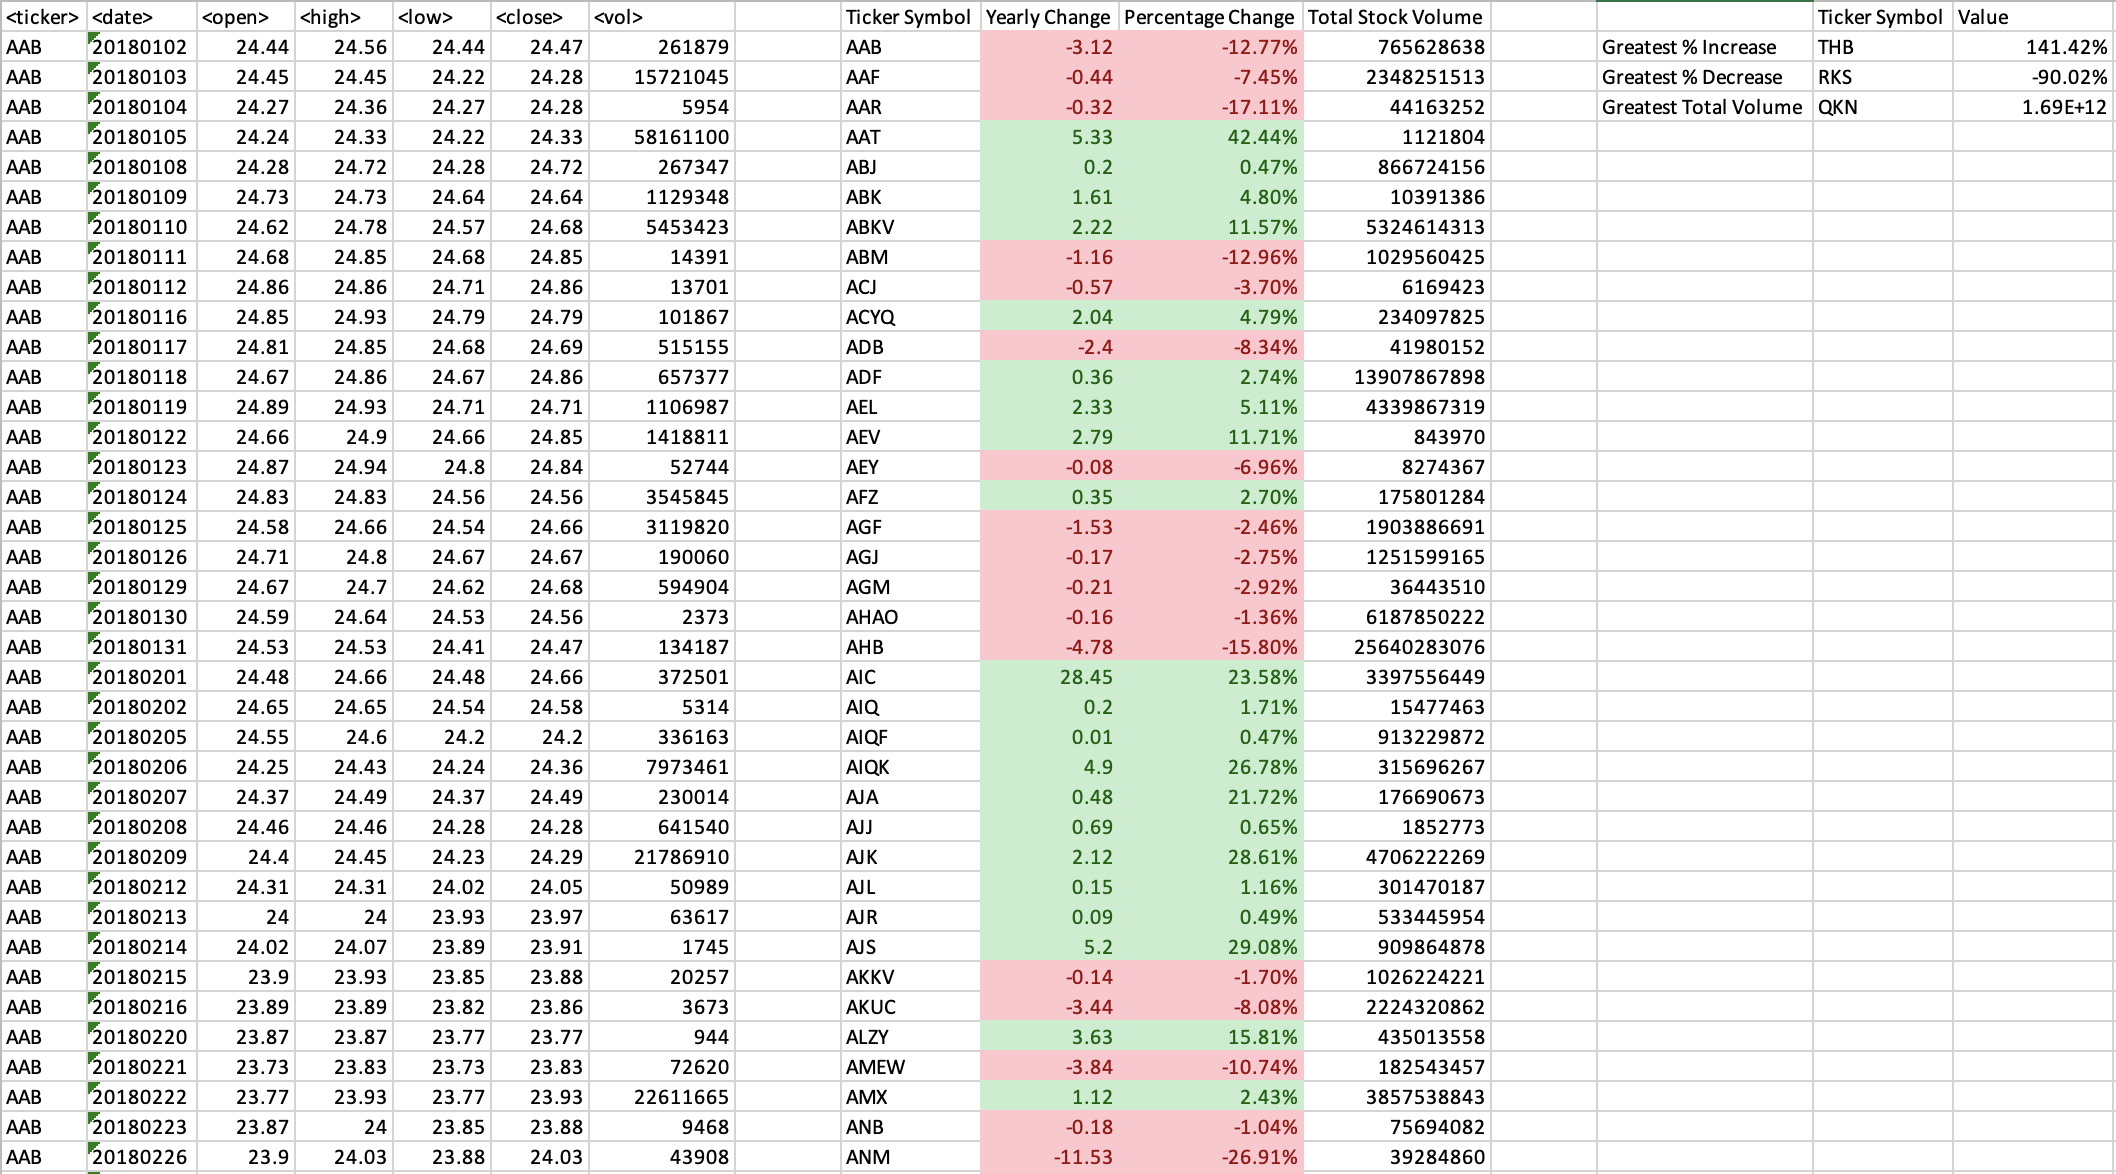 <ticker> <date> <open> <high> <low> <close> <vol> Ticker Symbol Yearly Change Percentage Change Total Stock Volume Ticker Symbol Value
AAB 20180102 24.44 24.56 24.44 24.47 261879 AAB -3.12 -12.77% 765628638 Greatest % Increase THB 141.42%
AAB 20180103 24.45 24.45 24.22 24.28 15721045 AAF -0.44 -7.45% 2348251513 Greatest % Decrease RKS -90.02%
AAB 20180104 24.27 24.36 24.27 24.28 5954 AAR -0.32 -17.11% 44163252 Greatest Total Volume QKN 1.69E+12
AAB 20180105 24.24 24.33 24.22 24.33 58161100 AAT 5.33 42.44% 1121804
AAB 20180108 24.28 24.72 24.28 24.72 267347 ABJ 0.2 0.47% 866724156
AAB 20180109 24.73 24.73 24.64 24.64 1129348 ABK 1.61 4.80% 10391386
AAB 20180110 24.62 24.78 24.57 24.68 5453423 ABKV 2.22 11.57% 5324614313
AAB 20180111 24.68 24.85 24.68 24.85 14391 ABM -1.16 -12.96% 1029560425
AAB 20180112 24.86 24.86 24.71 24.86 13701 ACJ -0.57 -3.70% 6169423
AAB 20180116 24.85 24.93 24.79 24.79 101867 ACYQ 2.04 4.79% 234097825
AAB 20180117 24.81 24.85 24.68 24.69 515155 ADB -2.4 -8.34% 41980152
AAB 20180118 24.67 24.86 24.67 24.86 657377 ADF 0.36 2.74% 13907867898
AAB 20180119 24.89 24.93 24.71 24.71 1106987 AEL 2.33 5.11% 4339867319
AAB 20180122 24.66 24.9 24.66 24.85 1418811 AEV 2.79 11.71% 843970
AAB 20180123 24.87 24.94 24.8 24.84 52744 AEY -0.08 -6.96% 8274367
AAB 20180124 24.83 24.83 24.56 24.56 3545845 AFZ 0.35 2.70% 175801284
AAB 20180125 24.58 24.66 24.54 24.66 3119820 AGF -1.53 -2.46% 1903886691
AAB 20180126 24.71 24.8 24.67 24.67 190060 AGJ -0.17 -2.75% 1251599165
AAB 20180129 24.67 24.7 24.62 24.68 594904 AGM -0.21 -2.92% 36443510
AAB 20180130 24.59 24.64 24.53 24.56 2373 AHAO -0.16 -1.36% 6187850222
AAB 20180131 24.53 24.53 24.41 24.47 134187 AHB -4.78 -15.80% 25640283076
AAB 20180201 24.48 24.66 24.48 24.66 372501 AIC 28.45 23.58% 3397556449
AAB 20180202 24.65 24.65 24.54 24.58 5314 AIQ 0.2 1.71% 15477463
AAB 20180205 24.55 24.6 24.2 24.2 336163 AIQF 0.01 0.47% 913229872
AAB 20180206 24.25 24.43 24.24 24.36 7973461 AIQK 4.9 26.78% 315696267
AAB 20180207 24.37 24.49 24.37 24.49 230014 AJA 0.48 21.72% 176690673
AAB 20180208 24.46 24.46 24.28 24.28 641540 AJJ 0.69 0.65% 1852773
AAB 20180209 24.4 24.45 24.23 24.29 21786910 AJK 2.12 28.61% 4706222269
AAB 20180212 24.31 24.31 24.02 24.05 50989 AJL 0.15 1.16% 301470187
AAB 20180213 24 24 23.93 23.97 63617 AJR 0.09 0.49% 533445954
AAB 20180214 24.02 24.07 23.89 23.91 1745 AJS 5.2 29.08% 909864878
AAB 20180215 23.9 23.93 23.85 23.88 20257 AKKV -0.14 -1.70% 1026224221
AAB 20180216 23.89 23.89 23.82 23.86 3673 AKUC -3.44 -8.08% 2224320862
AAB 20180220 23.87 23.87 23.77 23.77 944 ALZY 3.63 15.81% 435013558
AAB 20180221 23.73 23.83 23.73 23.83 72620 AMEW -3.84 -10.74% 182543457
AAB 20180222 23.77 23.93 23.77 23.93 22611665 AMX 1.12 2.43% 3857538843
AAB 20180223 23.87 24 23.85 23.88 9468 ANB -0.18 -1.04% 75694082
AAB 20180226 23.9 24.03 23.88 24.03 43908 ANM -11.53 -26.91% 39284860